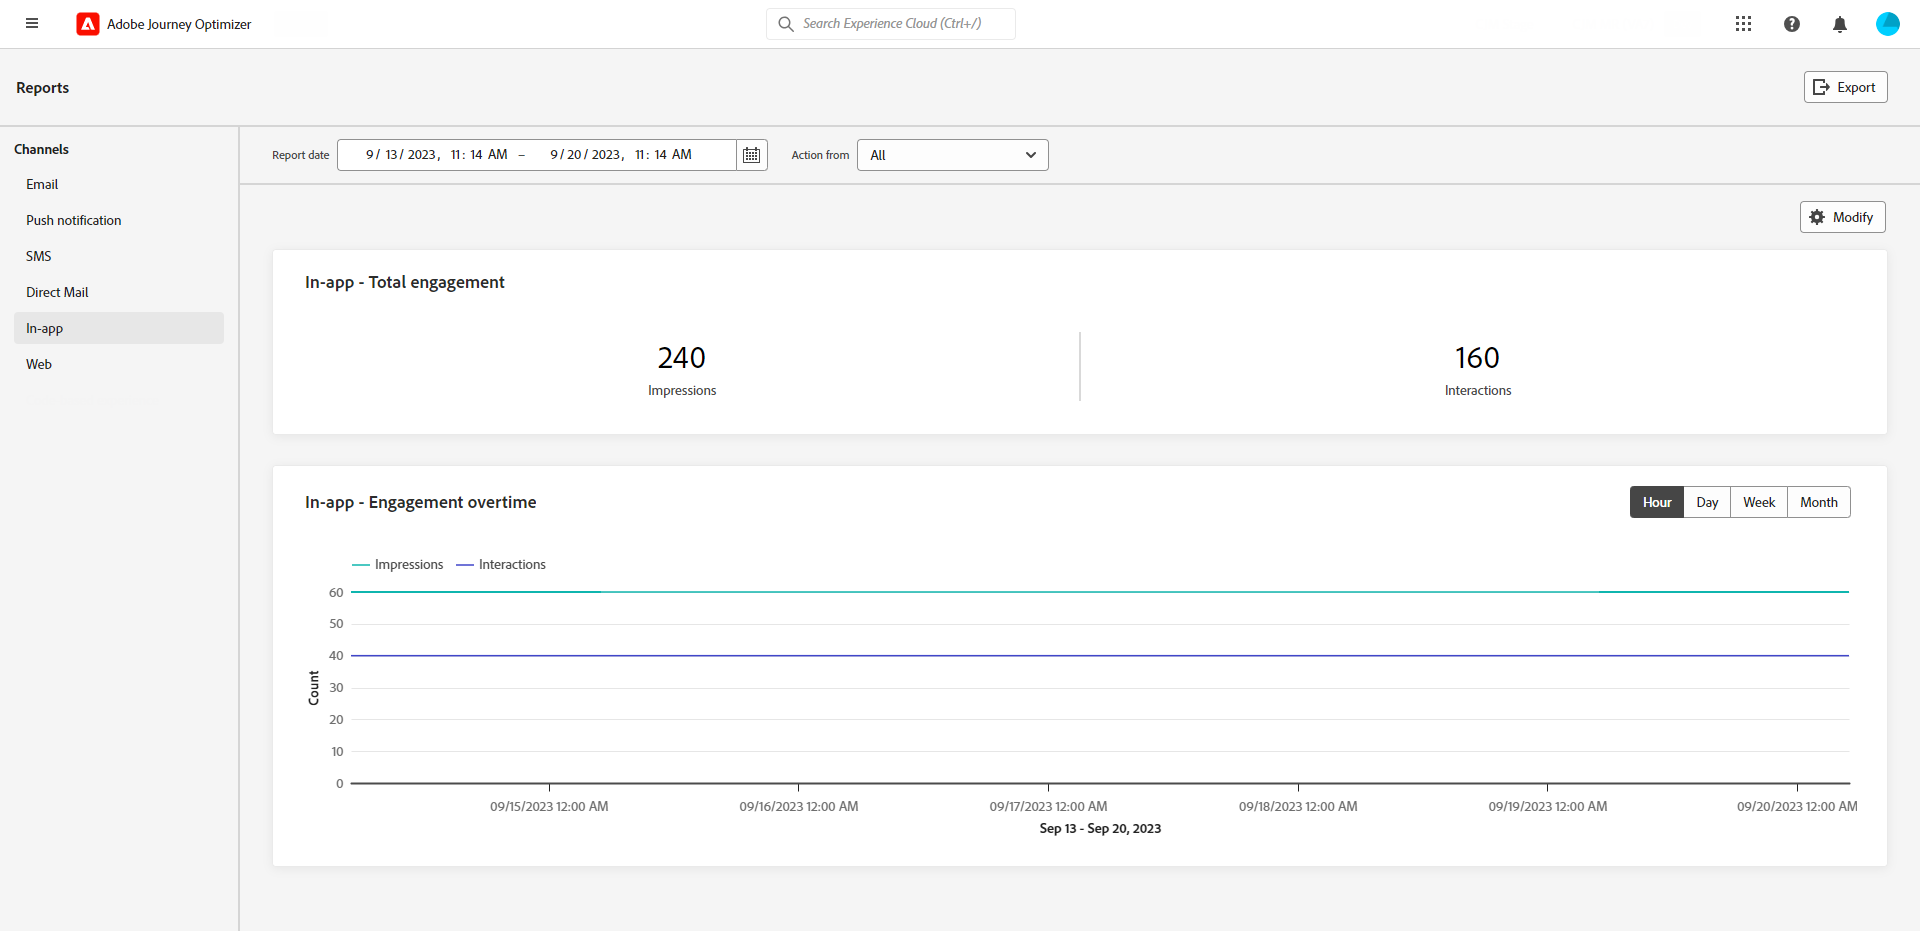 Adobe Journey Optimizer
Search Experience Cloud (Ctrl+/)
Reports
Export
Channels
Email
Push notification
SMS
Direct Mail
In-app
Web
Report date 9/ 13/ 2023, 11: 14 AM – 9/20/ 2023, 11: 14 AM Action from All
Modify
In-app - Total engagement
240 160
Impressions Interactions
In-app - Engagement overtime
Hour Day Week Month
Impressions Interactions
60
50
40
30
20
10
0
Count
09/15/2023 12:00 AM 09/16/2023 12:00 AM 09/17/2023 12:00 AM 09/18/2023 12:00 AM 09/19/2023 12:00 AM 09/20/2023 12:00 AM
Sep 13 - Sep 20, 2023